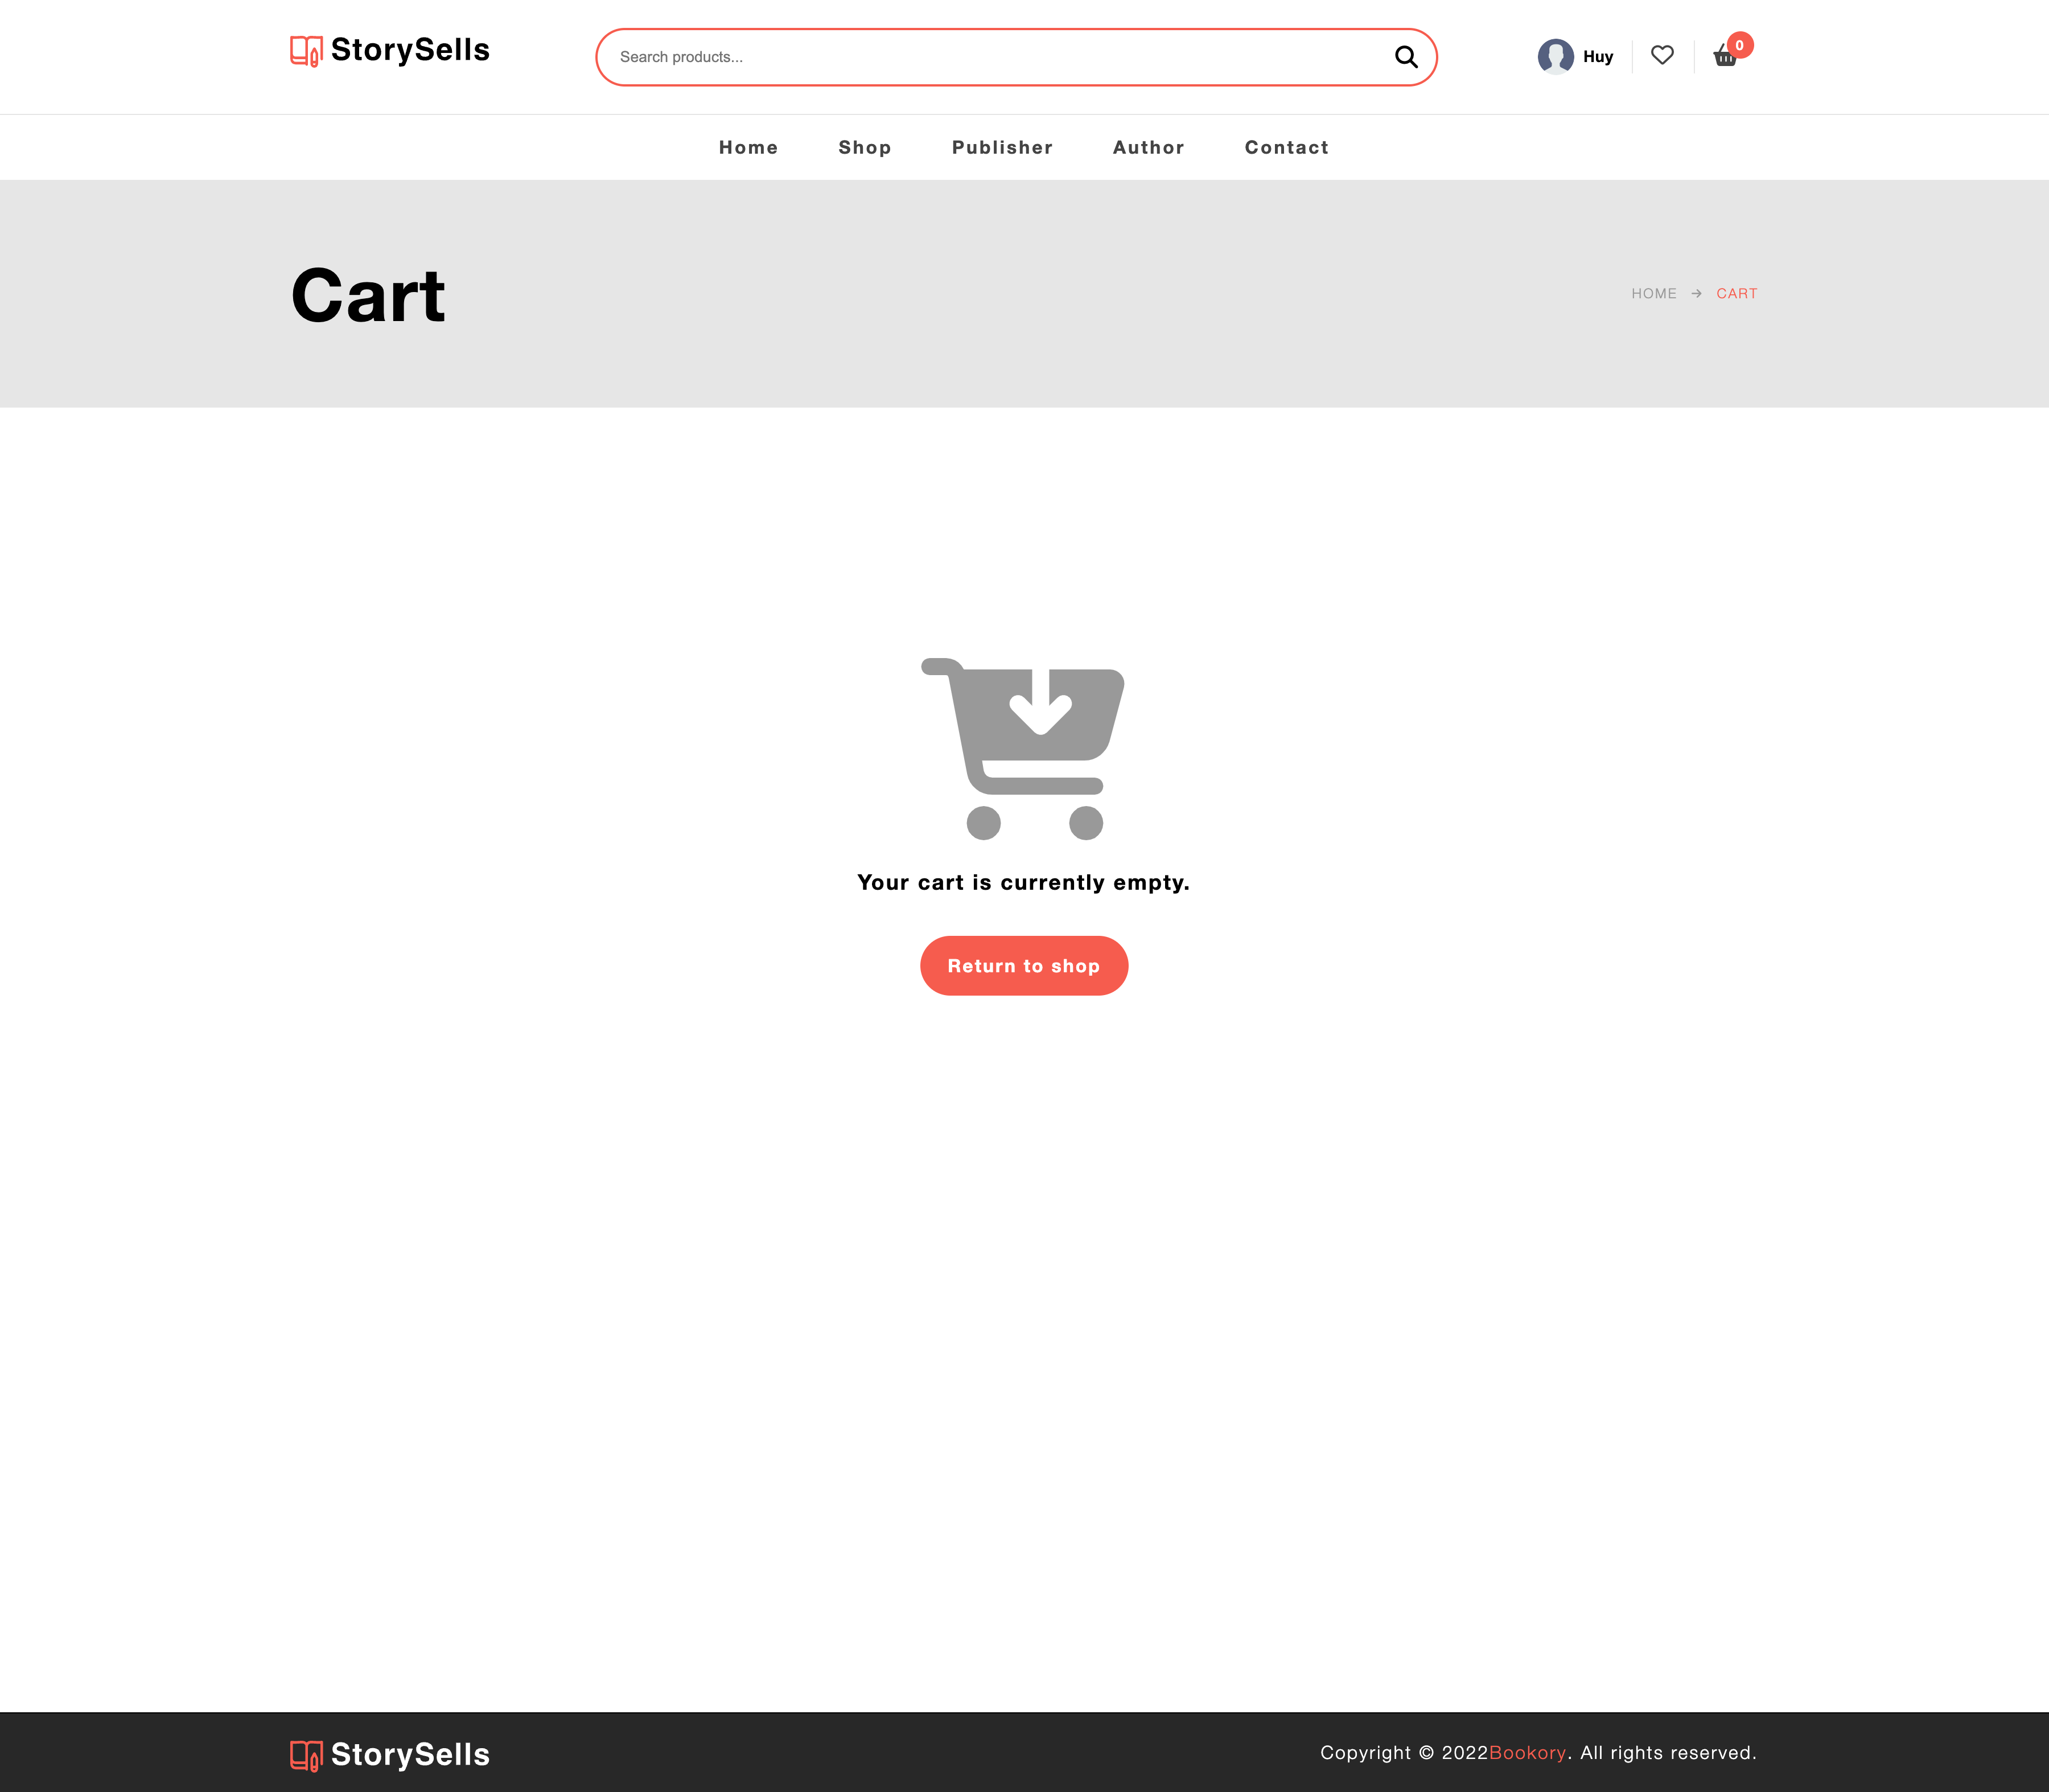 StorySells
Search products...
Huy
0
Home Shop Publisher Author Contact
Cart
HOME → CART
Your cart is currently empty.
Return to shop
StorySells
Copyright © 2022Bookory. All rights reserved.